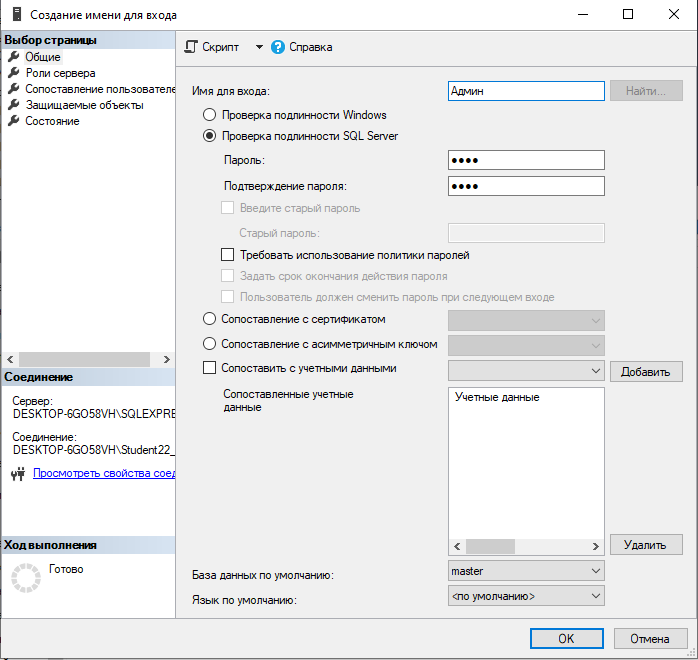 Создание имени для входа
Выбор страницы
Общие
Роли сервера
Сопоставление пользователе
Защищаемые объекты
Состояние
Скрипт
Справка
Имя для входа:
Админ
Найти...
Проверка подлинности Windows
Проверка подлинности SQL Server
Пароль:
Подтверждение пароля:
Введите старый пароль
Старый пароль:
Требовать использование политики паролей
Задать срок окончания действия пароля
Пользователь должен сменить пароль при следующем входе
Сопоставление с сертификатом
Сопоставление с асимметричным ключом
Сопоставить с учетными данными
Добавить
Сопоставленные учетные
данные
Учетные данные
Удалить
База данных по умолчанию:
master
Язык по умолчанию:
<по умолчанию>
Соединение
Сервер:
DESKTOP-6GO58VH\SQLEXPRE
Соединение:
DESKTOP-6GO58VH\Student22_
Просмотреть свойства соед
Ход выполнения
Готово
OK
Отмена